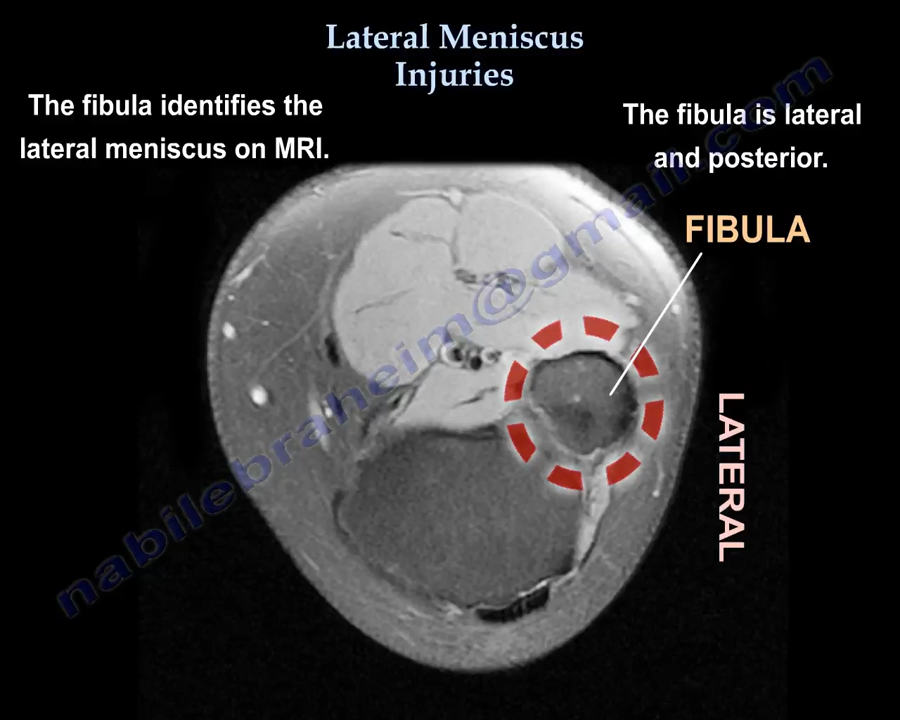 Lateral Meniscus
Injuries
The fibula identifies the
lateral meniscus on MRI.
The fibula is lateral
and posterior.
FIBULA
LATERAL
nabilebraheim@gmail.com